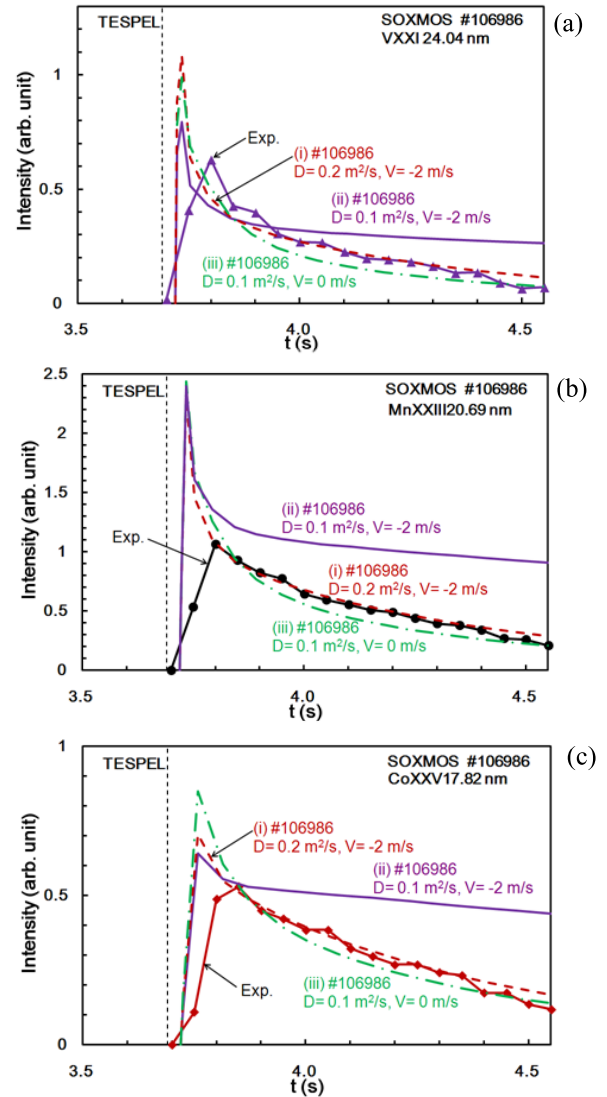 TESPEL
SOXMOS #106986
VXXI 24.04 nm
(a)
Intensity (arb. unit)
1
0.5
0
Exp.
(i) #106986
D= 0.2 m²/s, V= -2 m/s
(ii) #106986
D= 0.1 m²/s, V= -2 m/s
(iii) #106986
D= 0.1 m²/s, V= 0 m/s
3.5
4.0
4.5
t (s)
TESPEL
SOXMOS #106986
MnXXIII20.69 nm
(b)
Intensity (arb. unit)
2.5
2
1.5
1
0.5
0
(ii) #106986
D= 0.1 m²/s, V= -2 m/s
Exp.
(i) #106986
D= 0.2 m²/s, V= -2 m/s
(iii) #106986
D= 0.1 m²/s, V= 0 m/s
3.5
4.0
4.5
t (s)
TESPEL
SOXMOS #106986
CoXXV17.82 nm
(c)
Intensity (arb. unit)
1
0.5
0
(i) #106986
D= 0.2 m²/s, V= -2 m/s
(ii) #106986
D= 0.1 m²/s, V= -2 m/s
Exp.
(iii) #106986
D= 0.1 m²/s, V= 0 m/s
3.5
4.0
4.5
t (s)